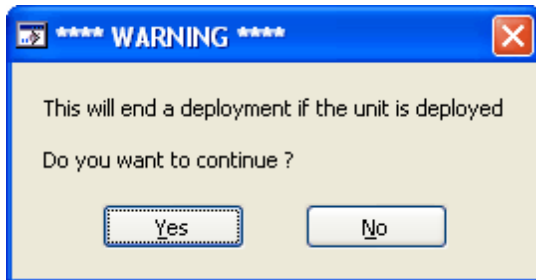 **** WARNING ****
This will end a deployment if the unit is deployed
Do you want to continue ?
Yes No